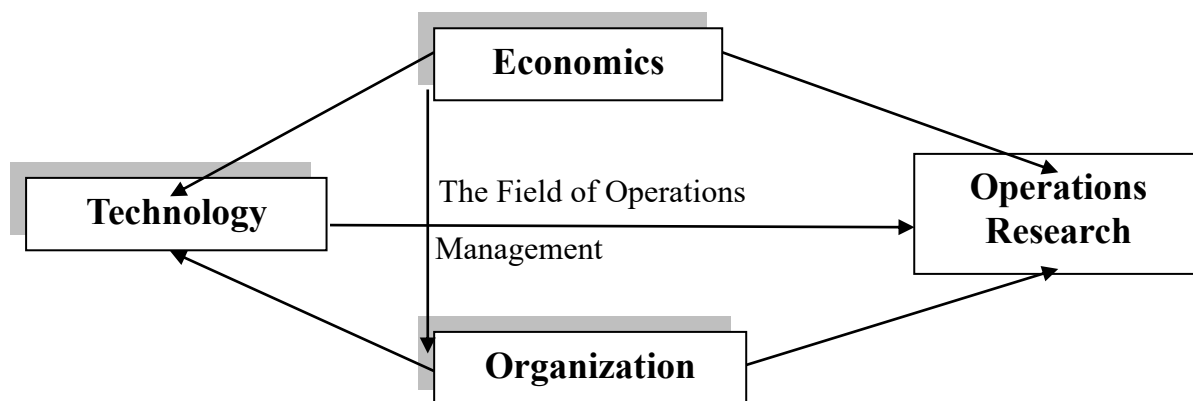 Economics
Technology
The Field of Operations
Management
Operations
Research
Organization